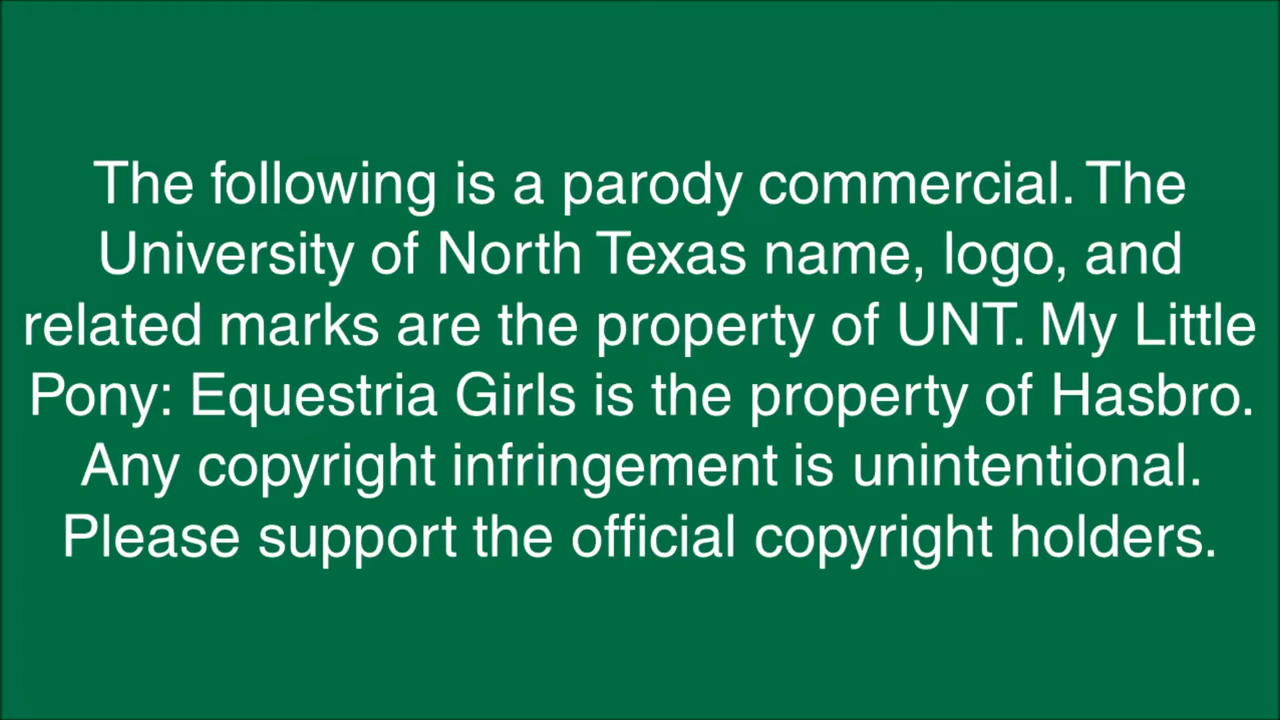 The following is a parody commercial. The
University of North Texas name, logo, and
related marks are the property of UNT. My Little
Pony: Equestria Girls is the property of Hasbro.
Any copyright infringement is unintentional.
Please support the official copyright holders.